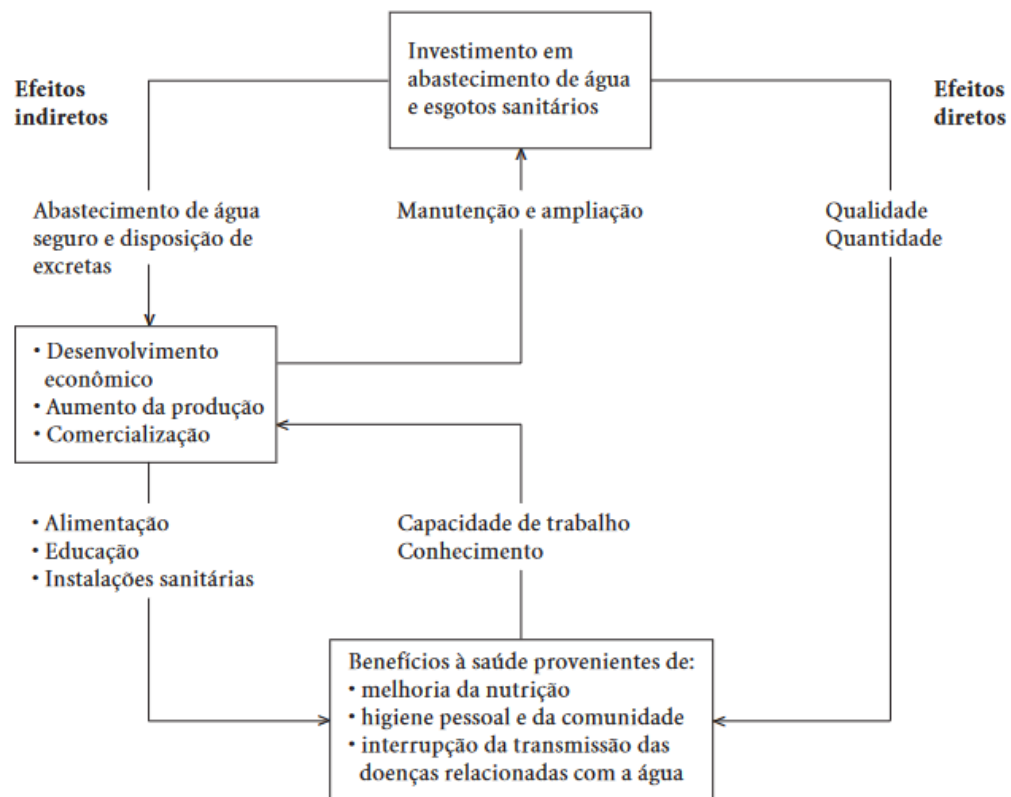 Investimento em
abastecimento de água
e esgotos sanitários
Efeitos
indiretos
Efeitos
diretos
Abastecimento de água
seguro e disposição de
excretas
Manutenção e ampliação
Qualidade
Quantidade
• Desenvolvimento
econômico
• Aumento da produção
• Comercialização
• Alimentação
• Educação
• Instalações sanitárias
Capacidade de trabalho
Conhecimento
Benefícios à saúde provenientes de:
• melhoria da nutrição
• higiene pessoal e da comunidade
• interrupção da transmissão das
doenças relacionadas com a água